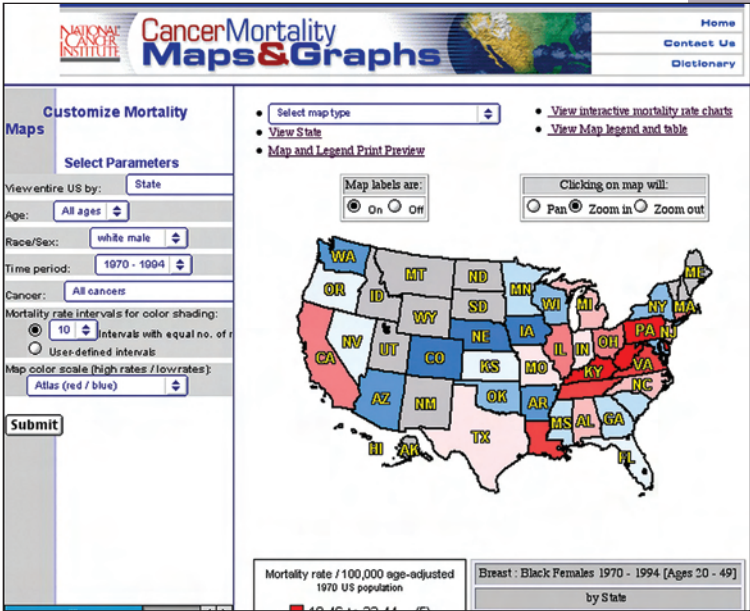 NATIONAL
CANCER
INSTITUTE
CancerMortality
Maps&Graphs
Home
Contact Us
Dictionary
Customize Mortality
Maps
Select Parameters
View entire US by: State
Age: All ages
Race/Sex: white male
Time period: 1970 - 1994
Cancer: All cancers
Mortality rate intervals for color shading:
10 Intervals with equal no. of r
User-defined intervals
Map color scale (high rates / low rates):
Atlas (red / blue)
Submit
Select map type
View State
Map and Legend Print Preview
View interactive mortality rate charts
View Map legend and table
Map labels are:
On Off
Clicking on map will:
Pan Zoom in Zoom out
WA MT ND MN ME
OR ID SD WI NY MA
WY MI
NV UT CO NE IA IL IN OH PA NJ
CA KS MO KY VA
AZ NM OK AR NC
TX MS AL GA
HI AK FL
Mortality rate / 100,000 age-adjusted
1970 US population
Breast : Black Females 1970 - 1994 [Ages 20 - 49]
by State